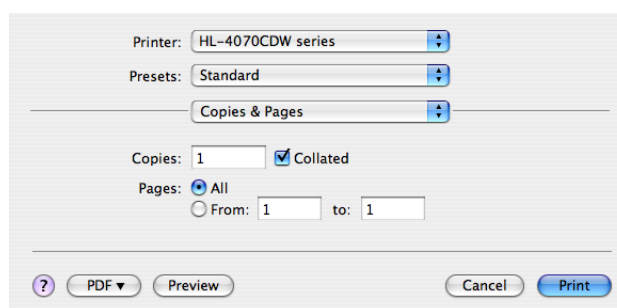 Printer: HL-4070CDW series
Presets: Standard
Copies & Pages
Copies: 1 Collated
Pages: All
From: 1 to: 1
? PDF ▼ Preview Cancel Print